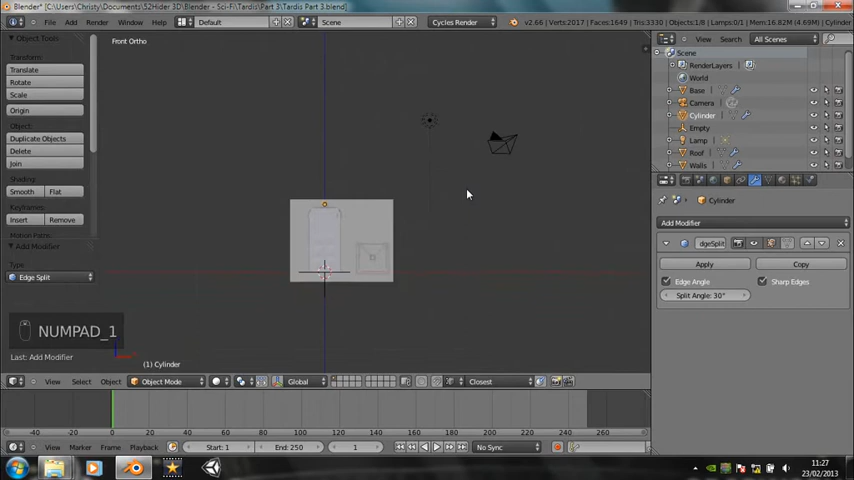 Blender* [C:\Users\Christy\Documents\52Hider 3D\Blender - Sci-Fi\Tardis\Part 3\Tardis Part 3.blend]
File Add Render Window Help Default Scene Cycles Render v2.66 | Verts:2017 | Faces:1649 | Tris:3330 | Objects:1/8 | Lamps:0/1 | Mem:16.82M (4.69M) | Cylinder
Object Tools
Transform:
Translate
Rotate
Scale
Origin
Object:
Duplicate Objects
Delete
Join
Shading:
Smooth Flat
Keyframes:
Insert Remove
Motion Paths:
Add Modifier
Type
Edge Split
Front Ortho
NUMPAD_1
Last: Add Modifier
(1) Cylinder
View Select Object Object Mode Global Closest
View Search All Scenes
Scene
RenderLayers
World
Base
Camera
Cylinder
Empty
Lamp
Roof
Walls
Cylinder
Add Modifier
dgeSplit
Apply Copy
Edge Angle Sharp Edges
Split Angle: 30°
-40 -20 0 20 40 60 80 100 120 140 160 180 200 220 240 260
View Marker Frame Playback Start: 1 End: 250 1 No Sync
11:27
23/02/2013